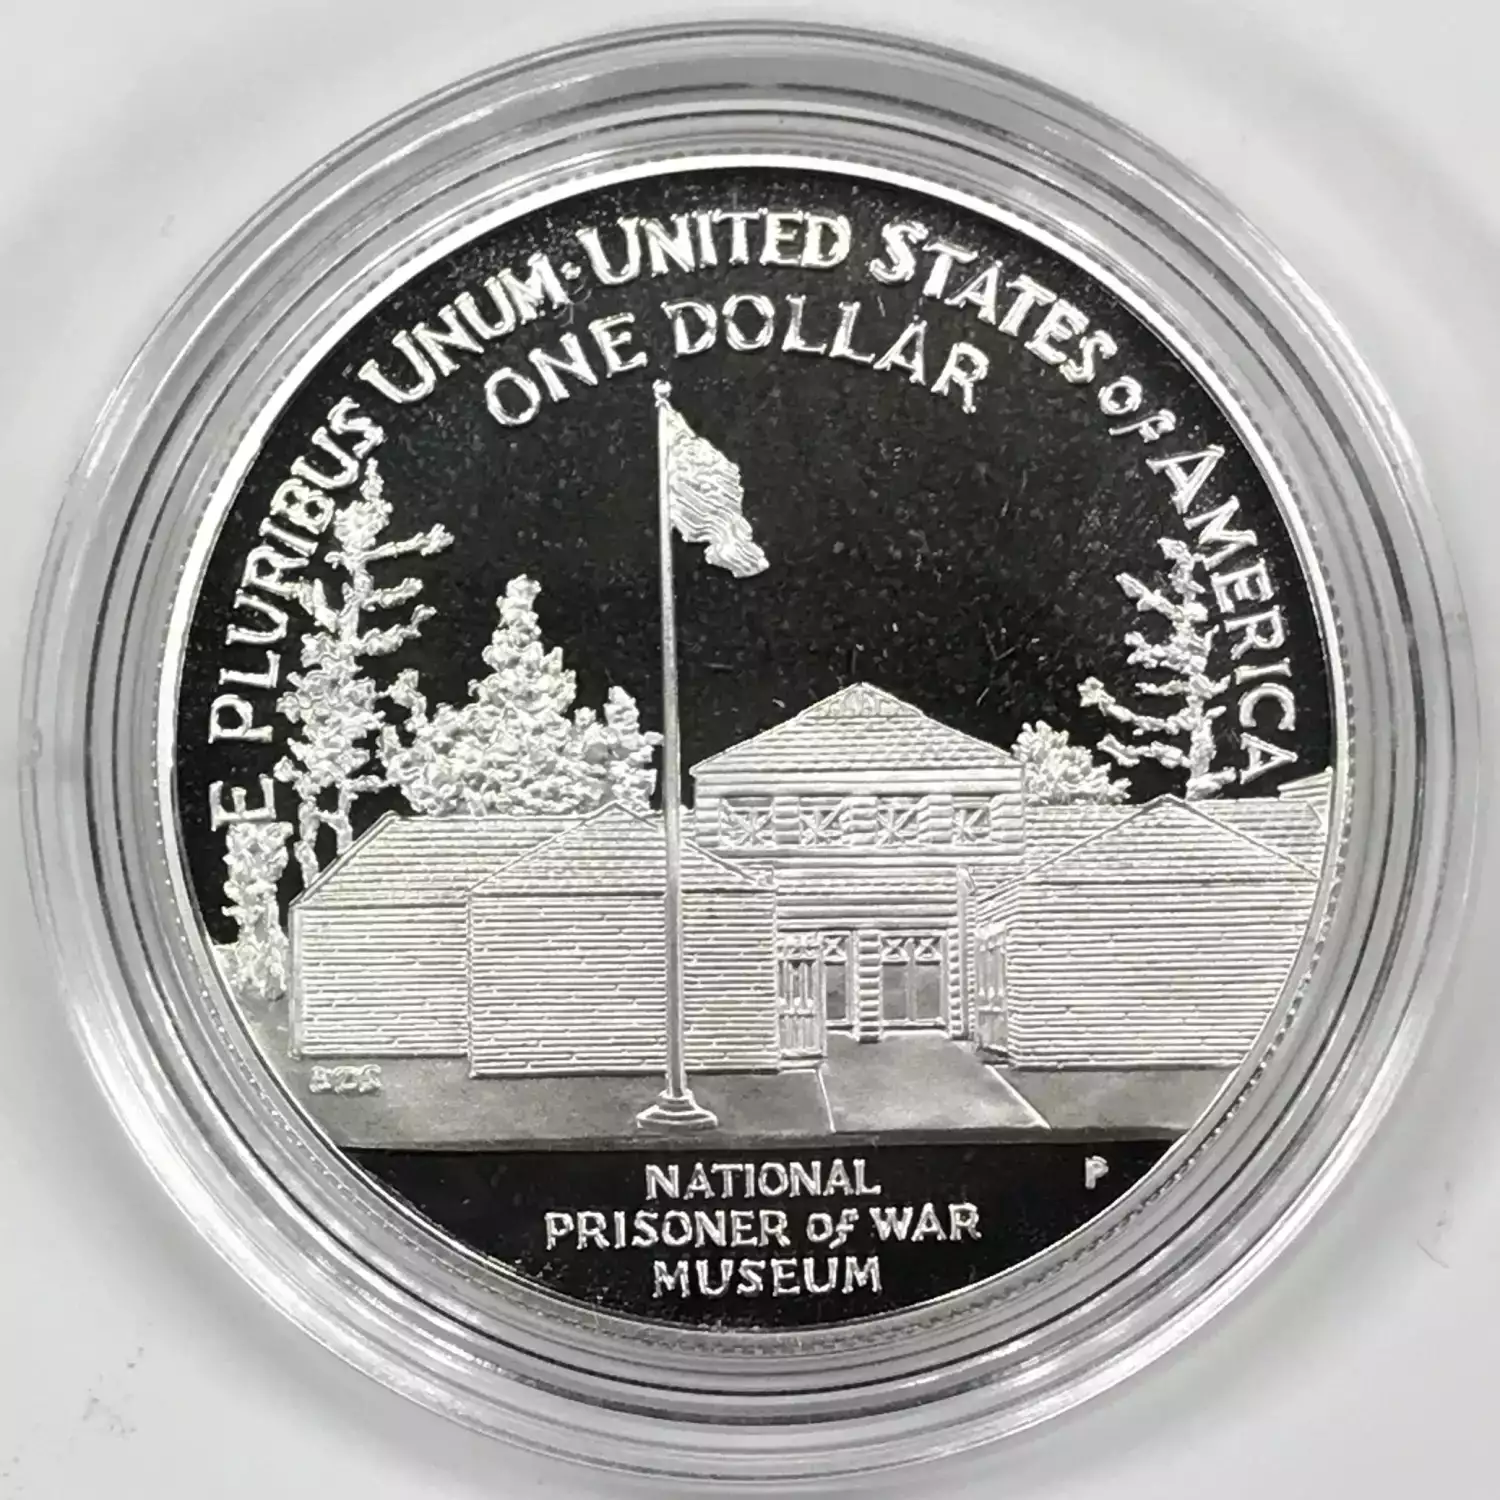 E PLURIBUS UNUM · UNITED STATES OF AMERICA
ONE DOLLAR
P
NATIONAL
PRISONER OF WAR
MUSEUM